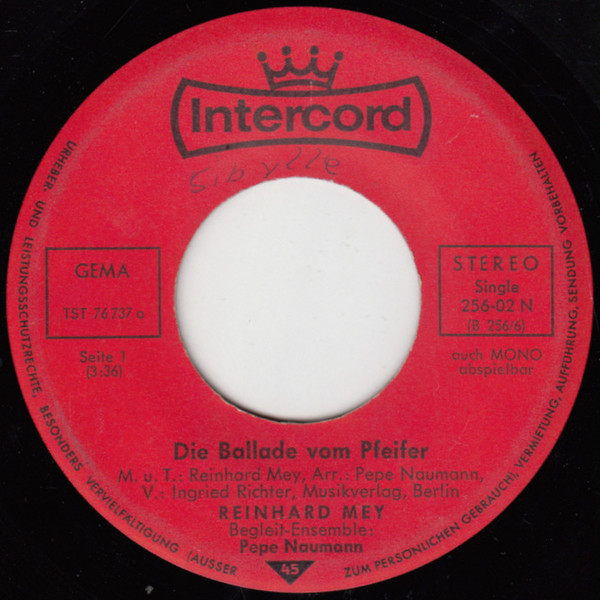 Intercord
GEMA
TST 76 737 a
Seite 1
(3:36)
STEREO
Single
256-02 N
(B 256/6)
auch MONO
abspielbar
Die Ballade vom Pfeifer
M. u. T.: Reinhard Mey, Arr.: Pepe Naumann,
V.: Ingried Richter, Musikverlag, Berlin
REINHARD MEY
Begleit-Ensemble:
Pepe Naumann
45
URHEBER- UND LEISTUNGSSCHUTZRECHTE, BESONDERS VERVIELFÄLTIGUNG (AUSSER ZUM PERSÖNLICHEN GEBRAUCH), VERMIETUNG, AUFFÜHRUNG, SENDUNG VORBEHALTEN